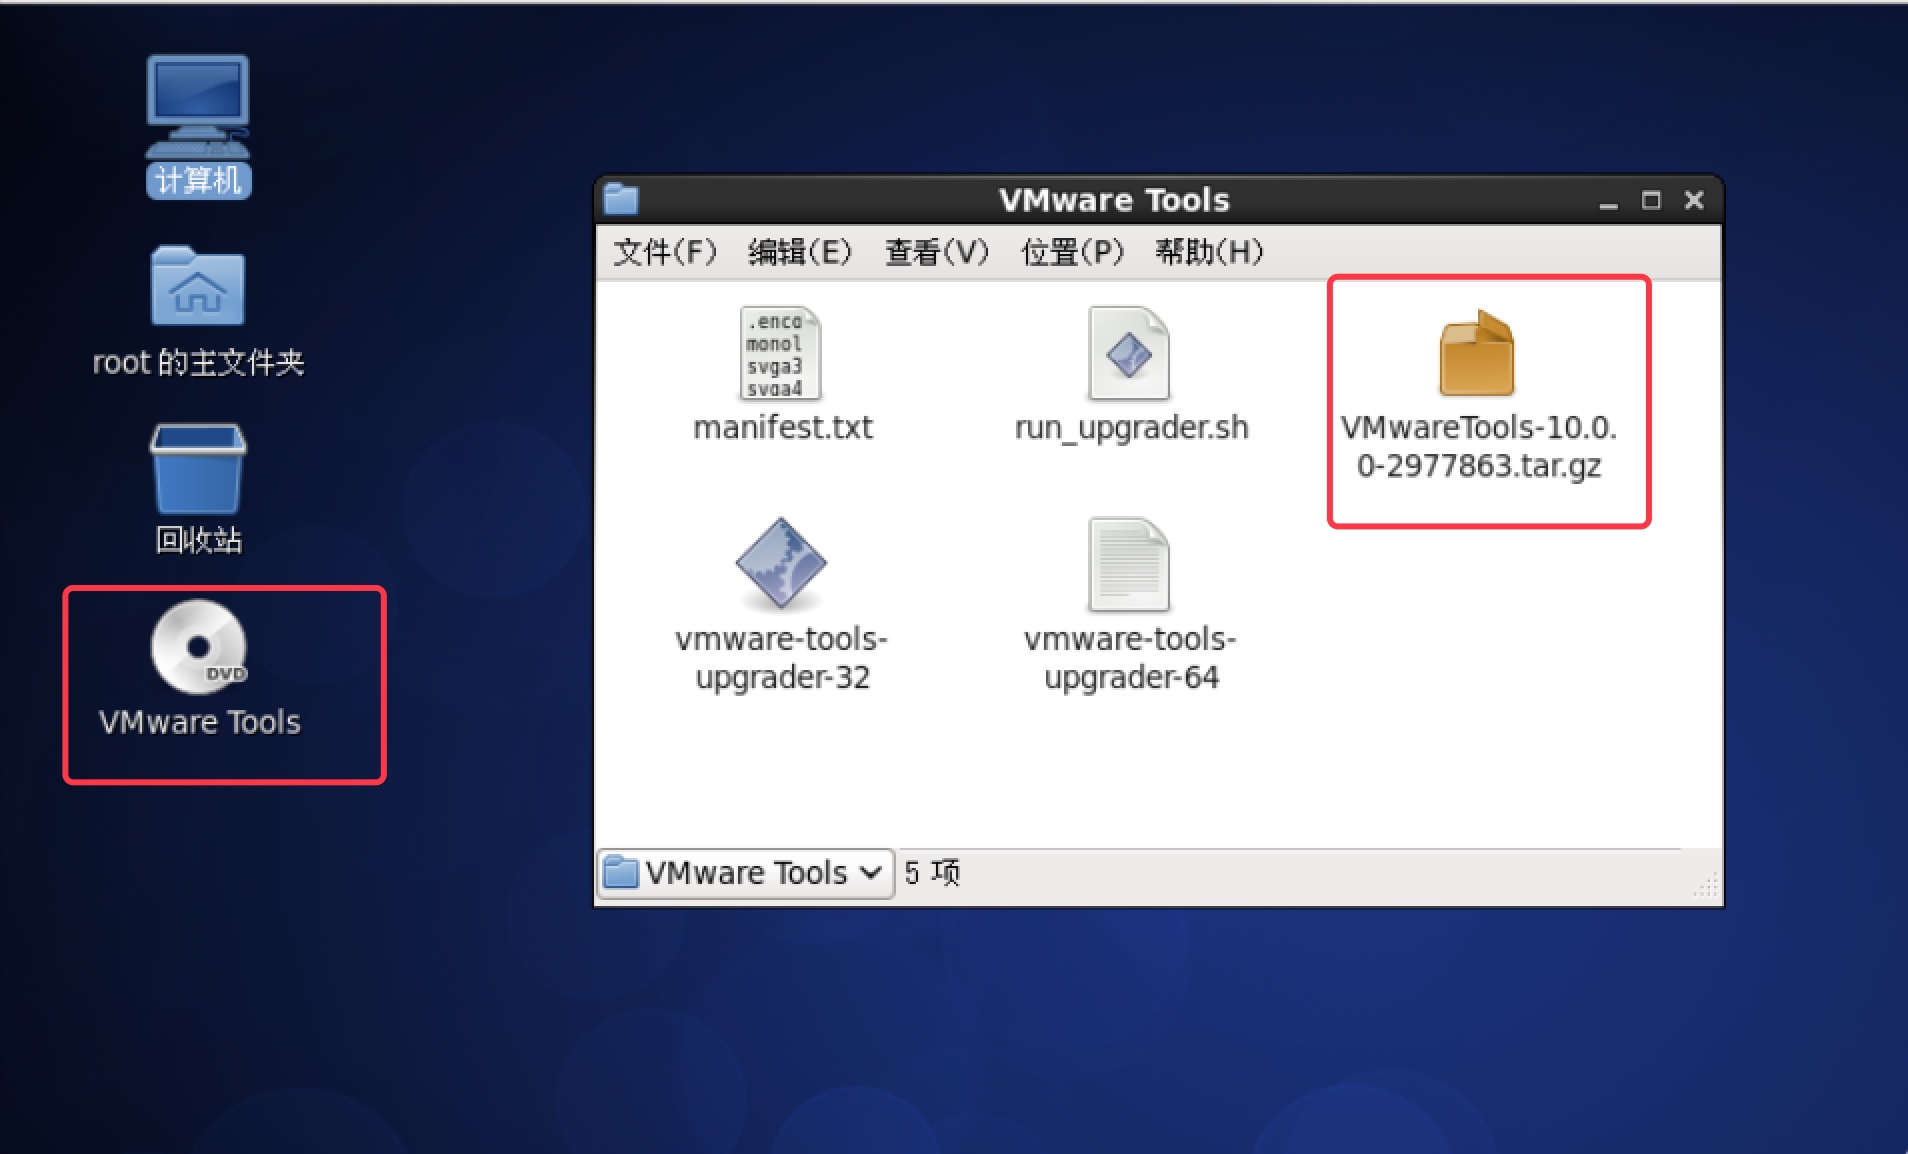 计算机
root 的主文件夹
回收站
DVD
VMware Tools
VMware Tools
文件(F) 编辑(E) 查看(V) 位置(P) 帮助(H)
.enco
monol
svga3
svga4
manifest.txt
run_upgrader.sh
VMwareTools-10.0.
0-2977863.tar.gz
vmware-tools-
upgrader-32
vmware-tools-
upgrader-64
VMware Tools
5 项